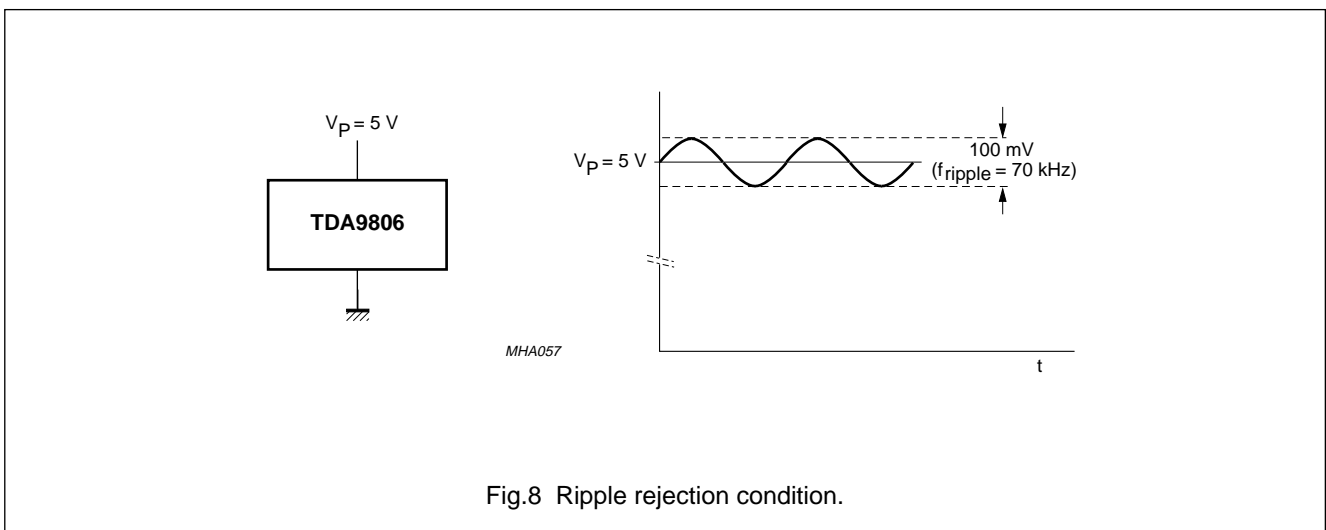 V_P = 5 V
TDA9806
MHA057
V_P = 5 V
100 mV
(f_ripple = 70 kHz)
t
Fig.8 Ripple rejection condition.